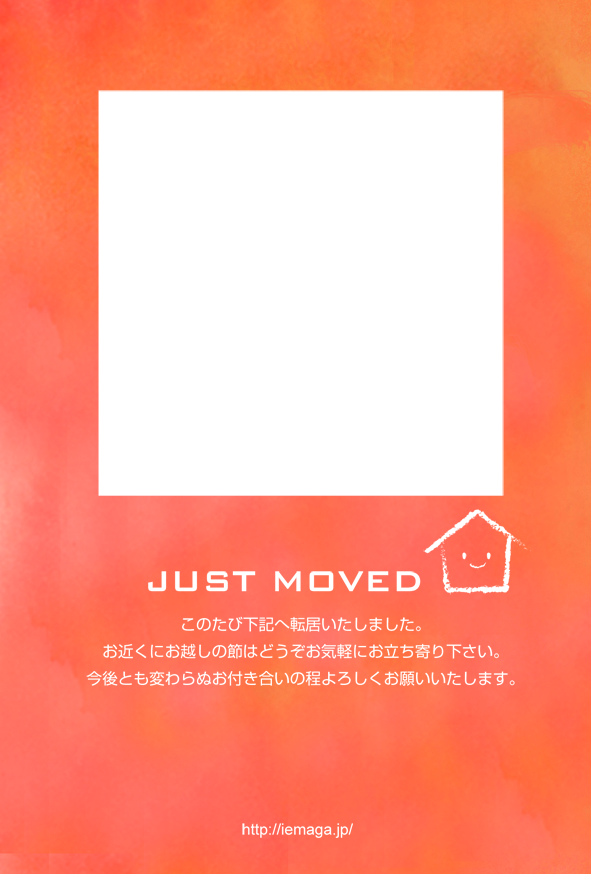 JUST MOVED
このたび下記へ転居いたしました。
お近くにお越しの節はどうぞお気軽にお立ち寄り下さい。
今後とも変わらぬお付き合いの程よろしくお願いいたします。
http://iemaga.jp/